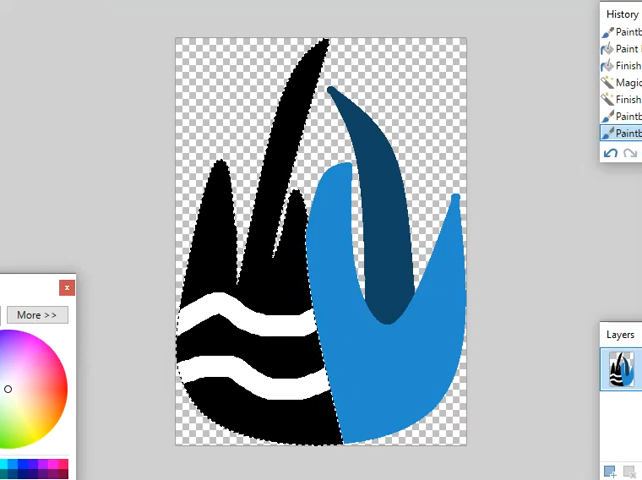 History
Paintb
Paint
Finish
Magic
Finish
Paintb
Paintb
x
More >>
Layers